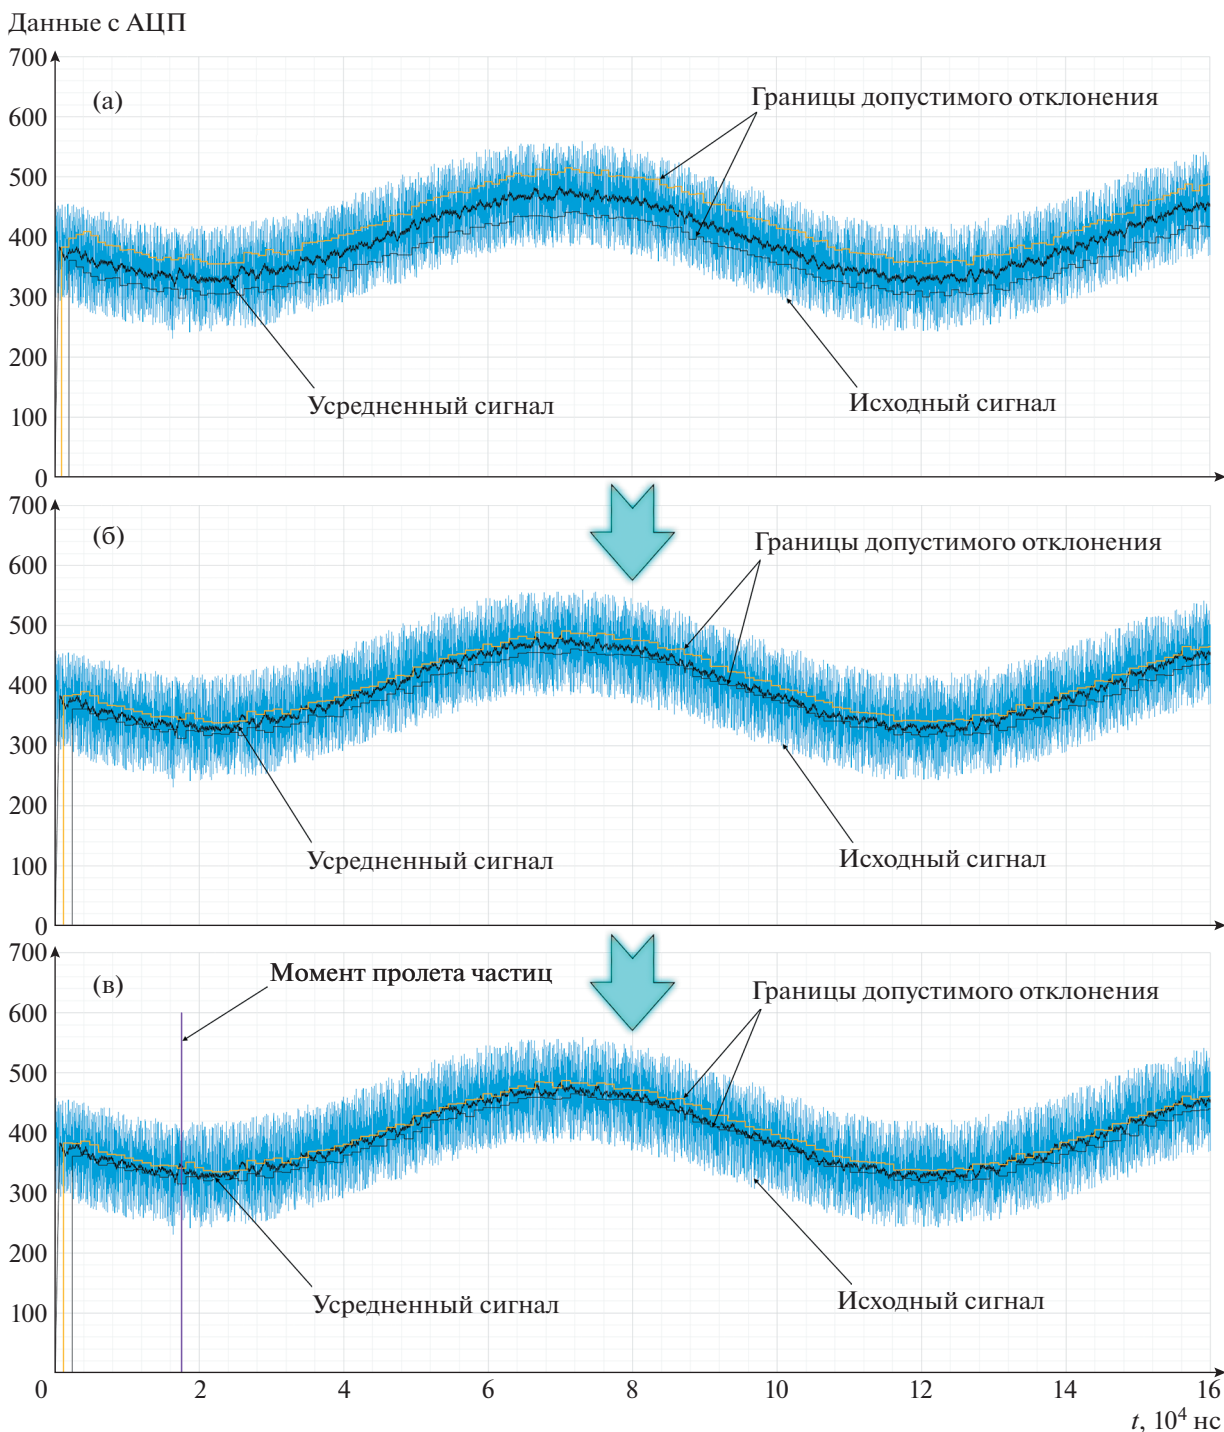 Данные с АЦП
700
(а)
Границы допустимого отклонения
600
500
400
300
200
Усредненный сигнал
Исходный сигнал
100
0
700
(б)
Границы допустимого отклонения
600
500
400
300
200
Усредненный сигнал
Исходный сигнал
100
0
700
Момент пролета частиц
(в)
Границы допустимого отклонения
600
500
400
300
200
Усредненный сигнал
Исходный сигнал
100
0 2 4 6 8 10 12 14 16
t, 10⁴ нс